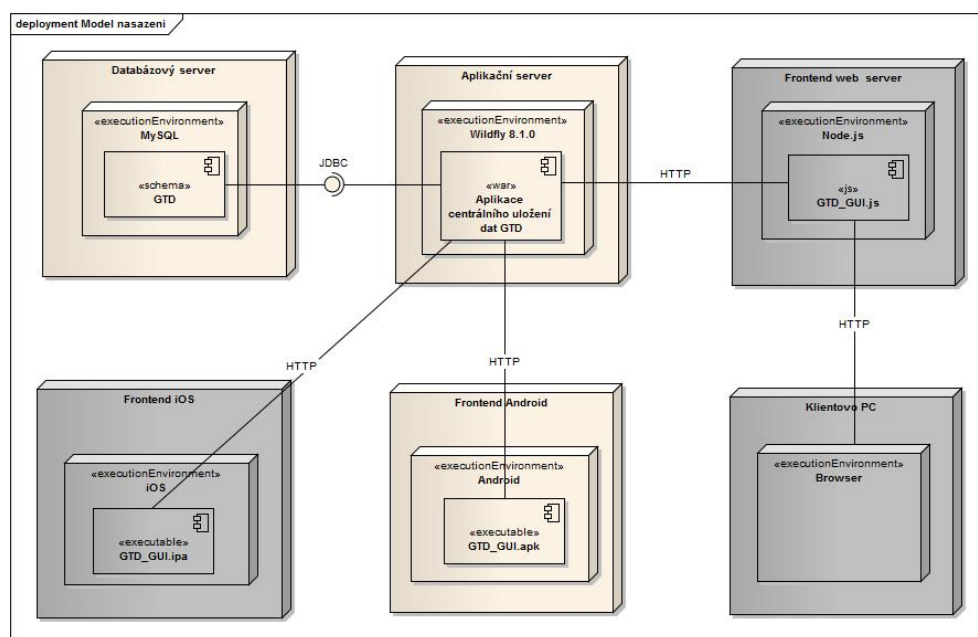 deployment Model nasazeni
Databázový server
«executionEnvironment»
MySQL
«schema»
GTD
JDBC
Aplikační server
«executionEnvironment»
Wildfly 8.1.0
«war»
Aplikace
centrálního uložení
dat GTD
HTTP
Frontend web server
«executionEnvironment»
Node.js
«js»
GTD_GUI.js
HTTP
HTTP
HTTP
Frontend iOS
«executionEnvironment»
iOS
«executable»
GTD_GUI.ipa
Frontend Android
«executionEnvironment»
Android
«executable»
GTD_GUI.apk
Klientovo PC
«executionEnvironment»
Browser